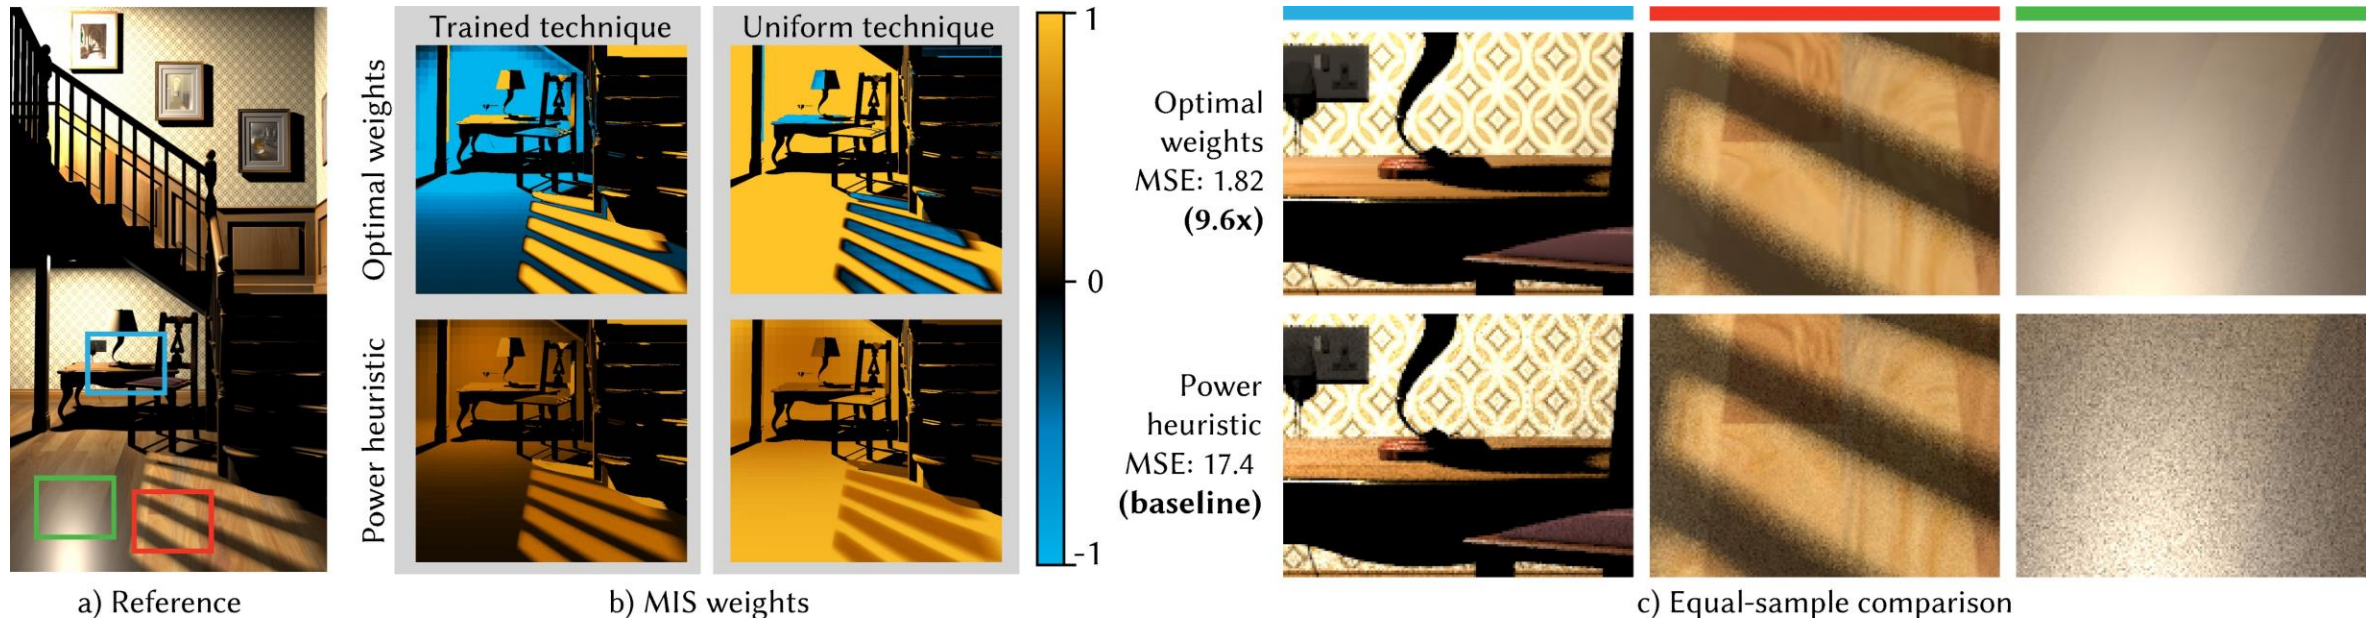 Trained technique
Uniform technique
Optimal weights
Power heuristic
1
0
-1
Optimal
weights
MSE: 1.82
(9.6x)
Power
heuristic
MSE: 17.4
(baseline)
a) Reference
b) MIS weights
c) Equal-sample comparison